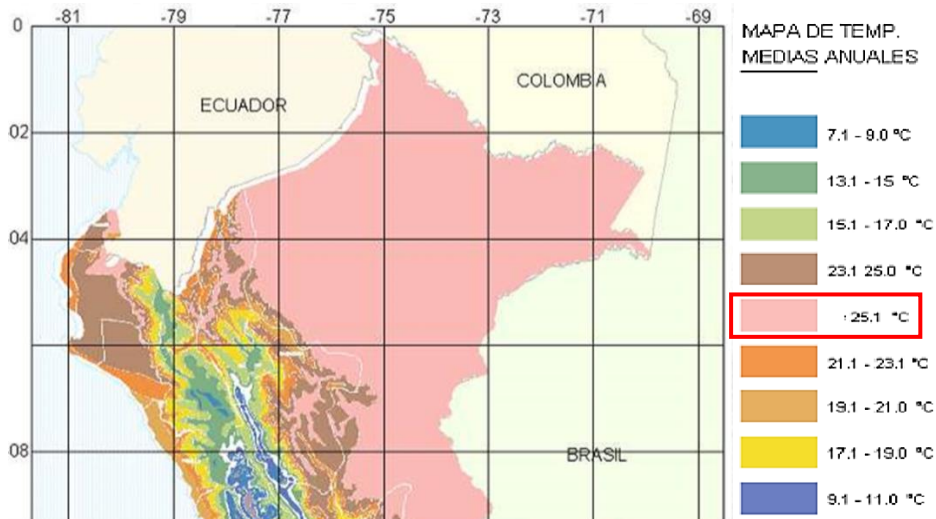 -81 -79 -77 -75 -73 -71 -69
0
ECUADOR
COLOMBIA
02
04
08
BRASIL
MAPA DE TEMP.
MEDIAS ANUALES
7.1 - 9.0 °C
13.1 - 15 °C
15.1 - 17.0 °C
23.1 25.0 °C
25.1 °C
21.1 - 23.1 °C
19.1 - 21.0 °C
17.1 - 19.0 °C
9.1 - 11.0 °C